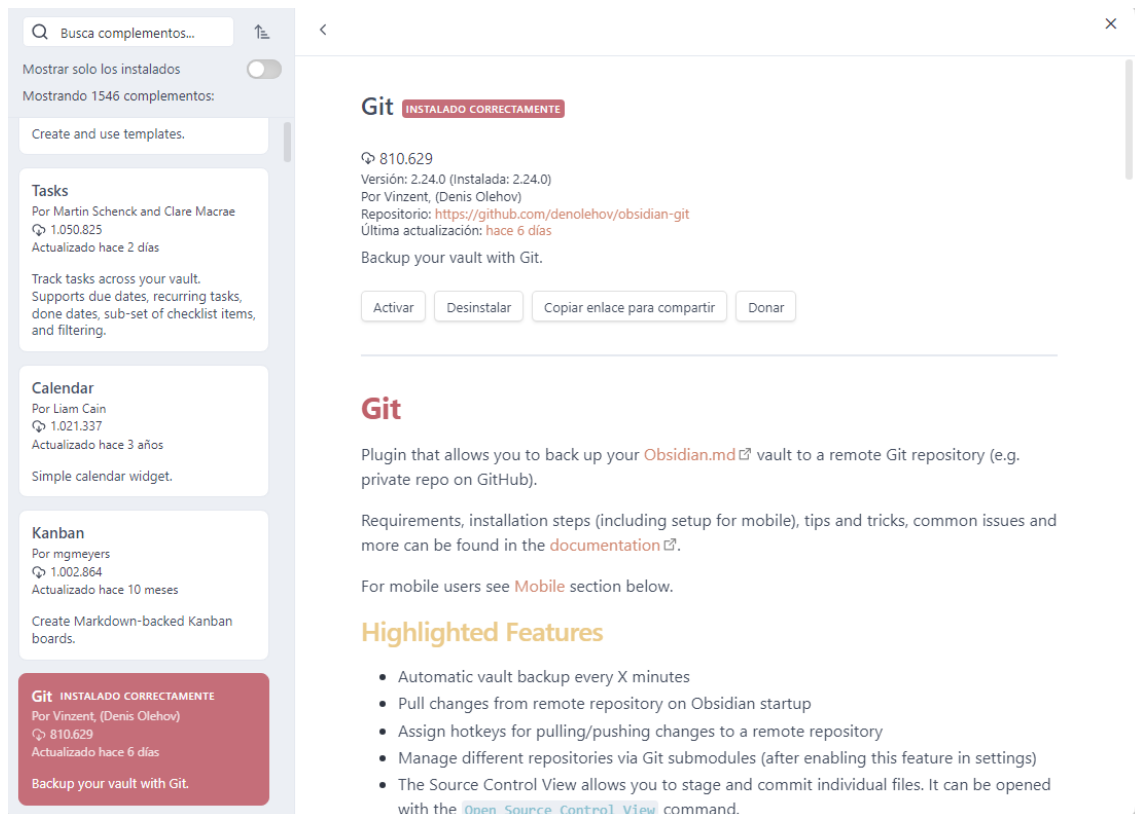 Busca complementos...
Mostrar solo los instalados
Mostrando 1546 complementos:
Create and use templates.
Tasks
Por Martin Schenck and Clare Macrae
1.050.825
Actualizado hace 2 días
Track tasks across your vault.
Supports due dates, recurring tasks,
done dates, sub-set of checklist items,
and filtering.
Calendar
Por Liam Cain
1.021.337
Actualizado hace 3 años
Simple calendar widget.
Kanban
Por mgmeyers
1.002.864
Actualizado hace 10 meses
Create Markdown-backed Kanban
boards.
Git INSTALADO CORRECTAMENTE
Por Vinzent, (Denis Olehov)
810.629
Actualizado hace 6 días
Backup your vault with Git.
Git INSTALADO CORRECTAMENTE
810.629
Versión: 2.24.0 (Instalada: 2.24.0)
Por Vinzent, (Denis Olehov)
Repositorio: https://github.com/denolehov/obsidian-git
Última actualización: hace 6 días
Backup your vault with Git.
Activar Desinstalar Copiar enlace para compartir Donar
Git
Plugin that allows you to back up your Obsidian.md vault to a remote Git repository (e.g.
private repo on GitHub).
Requirements, installation steps (including setup for mobile), tips and tricks, common issues and
more can be found in the documentation.
For mobile users see Mobile section below.
Highlighted Features
• Automatic vault backup every X minutes
• Pull changes from remote repository on Obsidian startup
• Assign hotkeys for pulling/pushing changes to a remote repository
• Manage different repositories via Git submodules (after enabling this feature in settings)
• The Source Control View allows you to stage and commit individual files. It can be opened
with the Open Source Control View command.